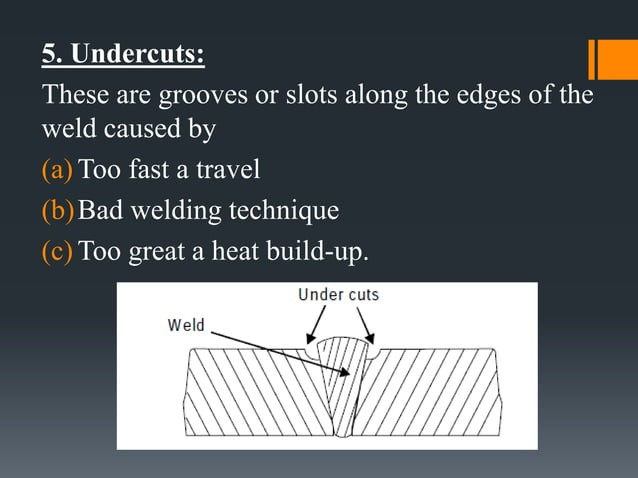 5. Undercuts:
These are grooves or slots along the edges of the
weld caused by
(a) Too fast a travel
(b) Bad welding technique
(c) Too great a heat build-up.
Under cuts
Weld